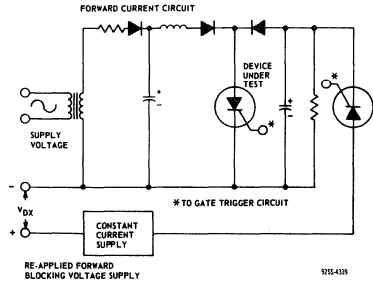 FORWARD CURRENT CIRCUIT
DEVICE
UNDER
TEST
*
*
+
-
+
-
SUPPLY
VOLTAGE
-
VDX
+
* TO GATE TRIGGER CIRCUIT
CONSTANT
CURRENT
SUPPLY
RE-APPLIED FORWARD
BLOCKING VOLTAGE SUPPLY
92SS-4339